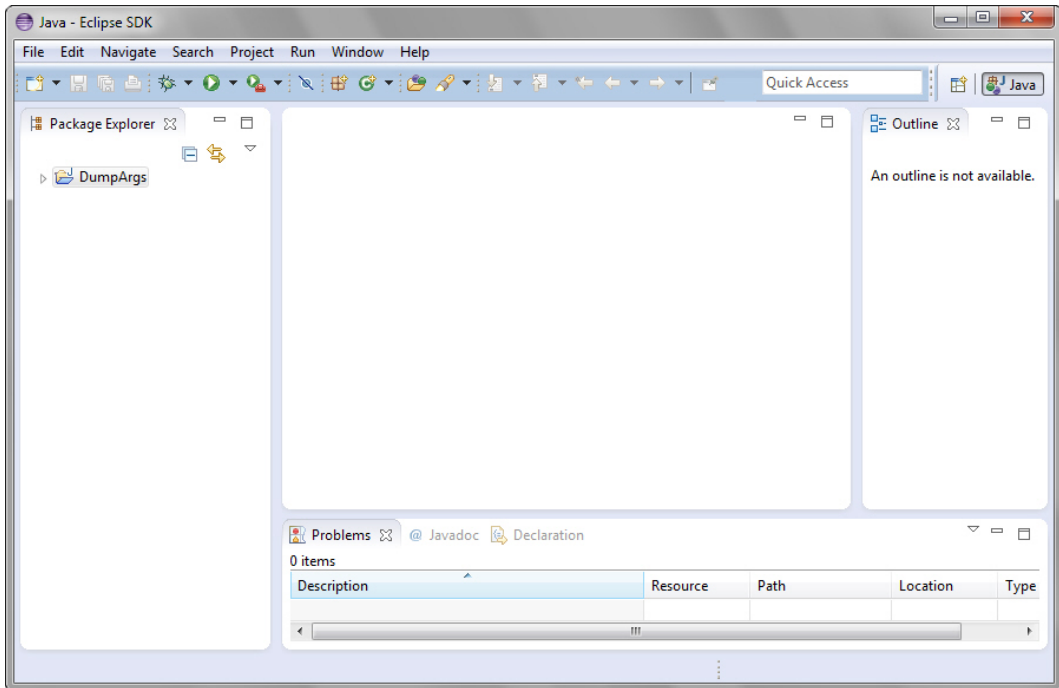 Java - Eclipse SDK
File Edit Navigate Search Project Run Window Help
Quick Access
Java
Package Explorer
Outline
DumpArgs
An outline is not available.
Problems @ Javadoc Declaration
0 items
Description Resource Path Location Type